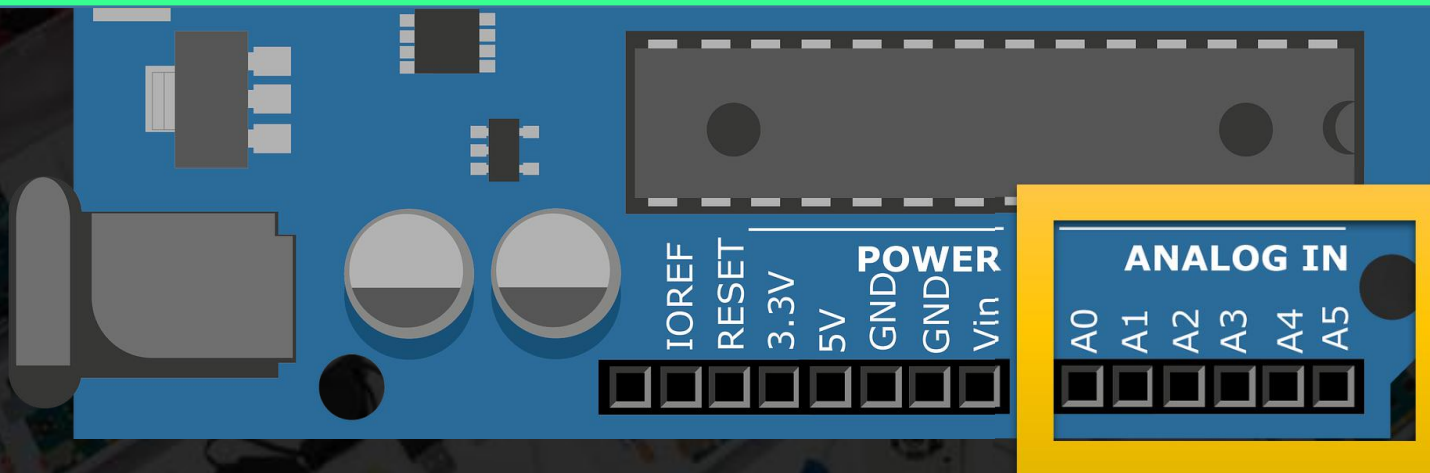 POWER
IOREF
RESET
3.3V
5V
GND
GND
Vin
ANALOG IN
A0
A1
A2
A3
A4
A5